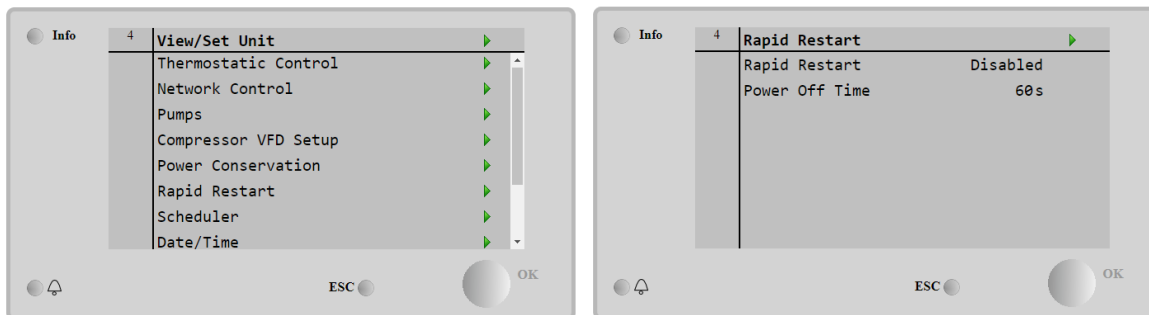 Info
4
View/Set Unit
Thermostatic Control
Network Control
Pumps
Compressor VFD Setup
Power Conservation
Rapid Restart
Scheduler
Date/Time
ESC
OK
Info
4
Rapid Restart
Rapid Restart Disabled
Power Off Time 60s
ESC
OK